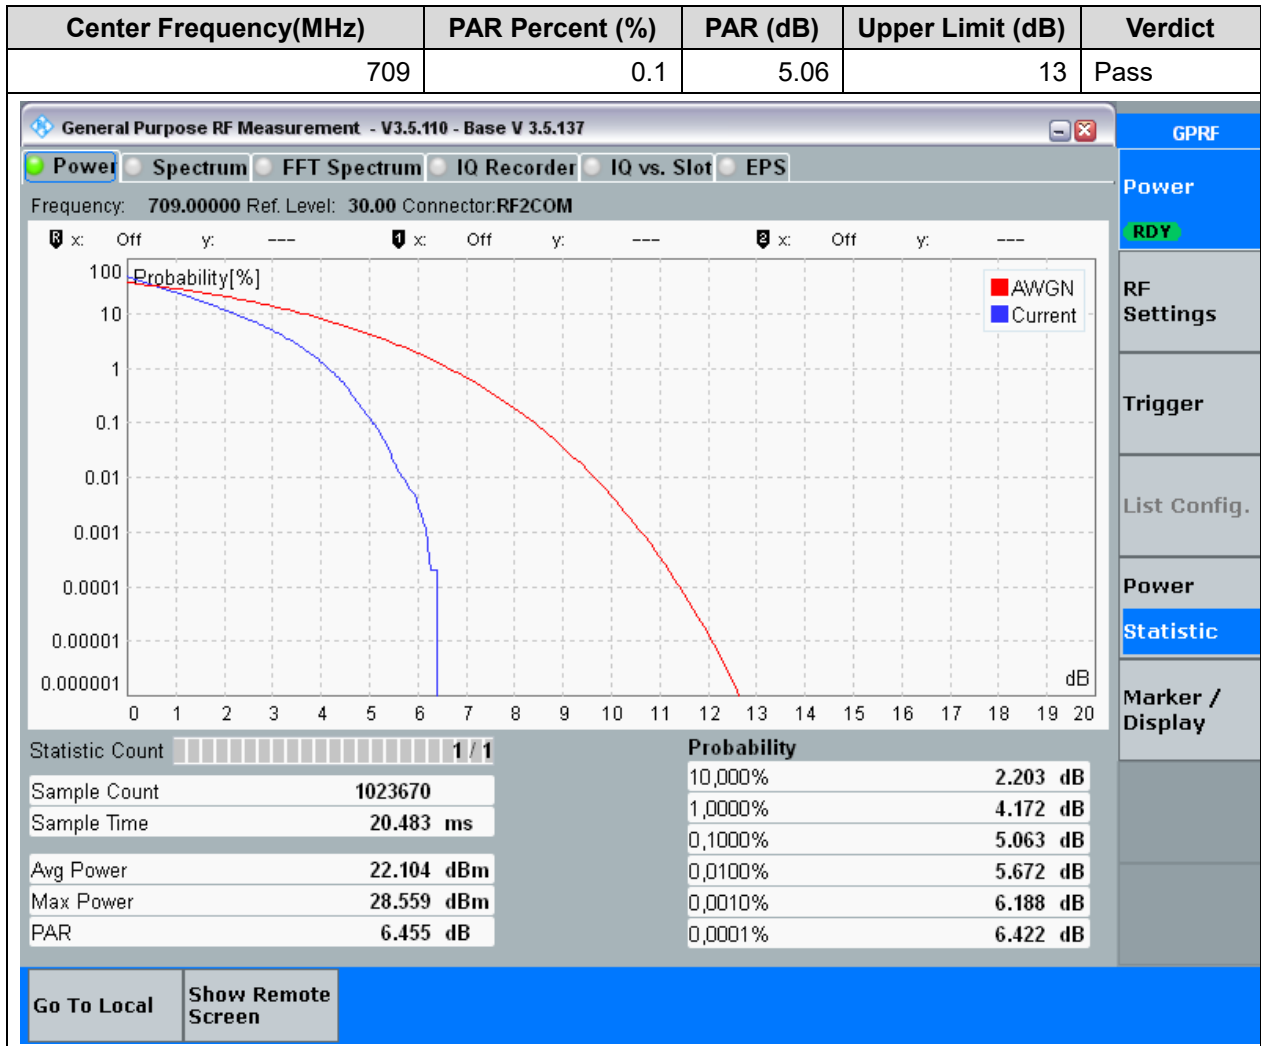 Center Frequency(MHz) PAR Percent (%) PAR (dB) Upper Limit (dB) Verdict
709 0.1 5.06 13 Pass
General Purpose RF Measurement - V3.5.110 - Base V 3.5.137
GPRF
Power Spectrum FFT Spectrum IQ Recorder IQ vs. Slot EPS
Power
RDY
Frequency: 709.00000 Ref. Level: 30.00 Connector:RF2COM
R x: Off y: --- 1 x: Off y: --- 2 x: Off y: ---
Probability[%]
100
10
1
0.1
0.01
0.001
0.0001
0.00001
0.000001
AWGN
Current
dB
0 1 2 3 4 5 6 7 8 9 10 11 12 13 14 15 16 17 18 19 20
RF
Settings
Trigger
List Config.
Power
Statistic
Marker /
Display
Statistic Count 1 / 1
Sample Count 1023670
Sample Time 20.483 ms
Avg Power 22.104 dBm
Max Power 28.559 dBm
PAR 6.455 dB
Probability
10,000% 2.203 dB
1,0000% 4.172 dB
0,1000% 5.063 dB
0,0100% 5.672 dB
0,0010% 6.188 dB
0,0001% 6.422 dB
Go To Local
Show Remote
Screen